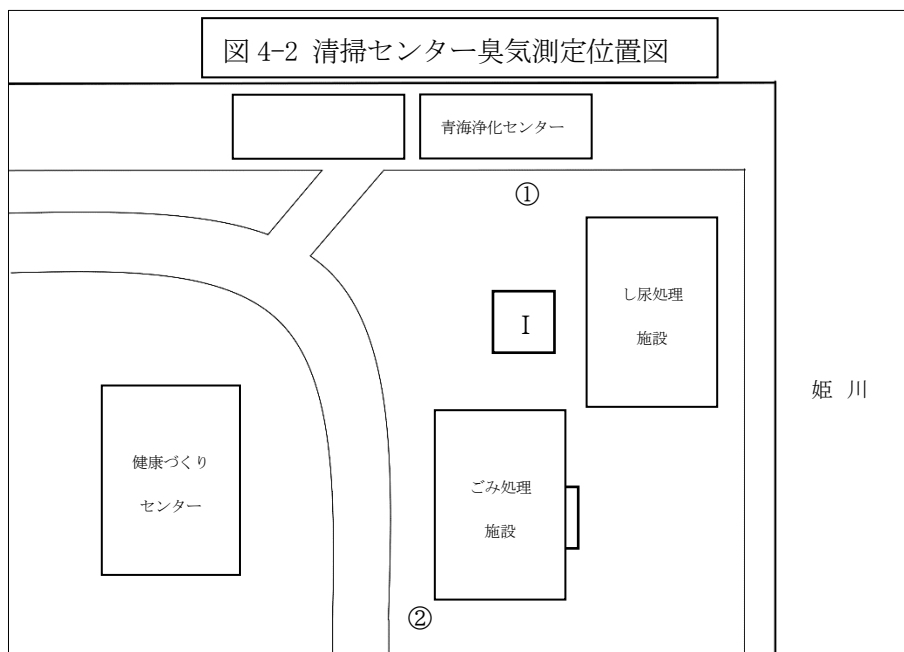 図 4-2 清掃センター臭気測定位置図
青海浄化センター
①
し尿処理
施設
I
姫 川
健康づくり
センター
ごみ処理
施設
②